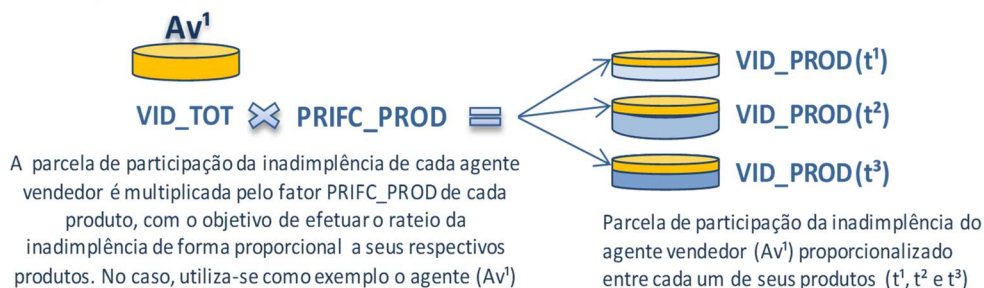 Av¹
VID_TOT × PRIFC_PROD =
VID_PROD(t¹)
VID_PROD(t²)
VID_PROD(t³)
A parcela de participação da inadimplência de cada agente
vendedor é multiplicada pelo fator PRIFC_PROD de cada
produto, com o objetivo de efetuar o rateio da
inadimplência de forma proporcional a seus respectivos
produtos. No caso, utiliza-se como exemplo o agente (Av¹)
Parcela de participação da inadimplência do
agente vendedor (Av¹) proporcionalizado
entre cada um de seus produtos (t¹, t² e t³)